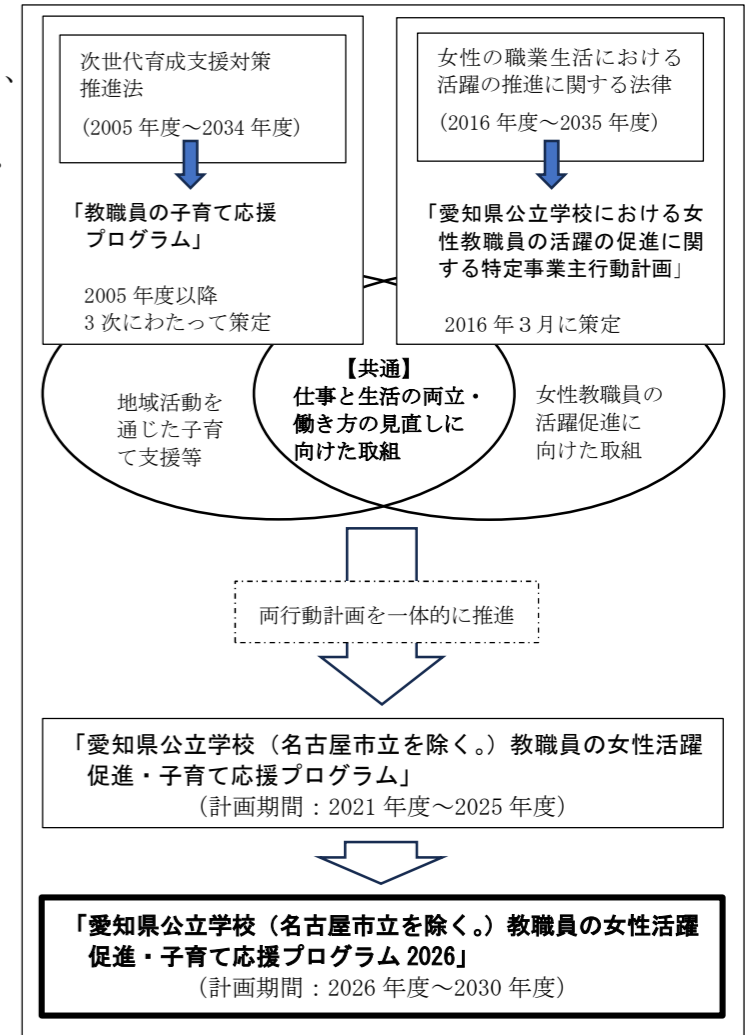 、
次世代育成支援対策
推進法
(2005 年度～2034 年度)
「教職員の子育て応援
プログラム」
2005 年度以降
3 次にわたって策定
女性の職業生活における
活躍の推進に関する法律
(2016 年度～2035 年度)
「愛知県公立学校における女
性教職員の活躍の促進に関
する特定事業主行動計画」
2016 年３月に策定
地域活動を
通じた子育
て支援等
【共通】
仕事と生活の両立・
働き方の見直しに
向けた取組
女性教職員の
活躍促進に
向けた取組
両行動計画を一体的に推進
「愛知県公立学校（名古屋市立を除く。）教職員の女性活躍
促進・子育て応援プログラム」
（計画期間：2021 年度～2025 年度）
「愛知県公立学校（名古屋市立を除く。）教職員の女性活躍
促進・子育て応援プログラム 2026」
（計画期間：2026 年度～2030 年度）